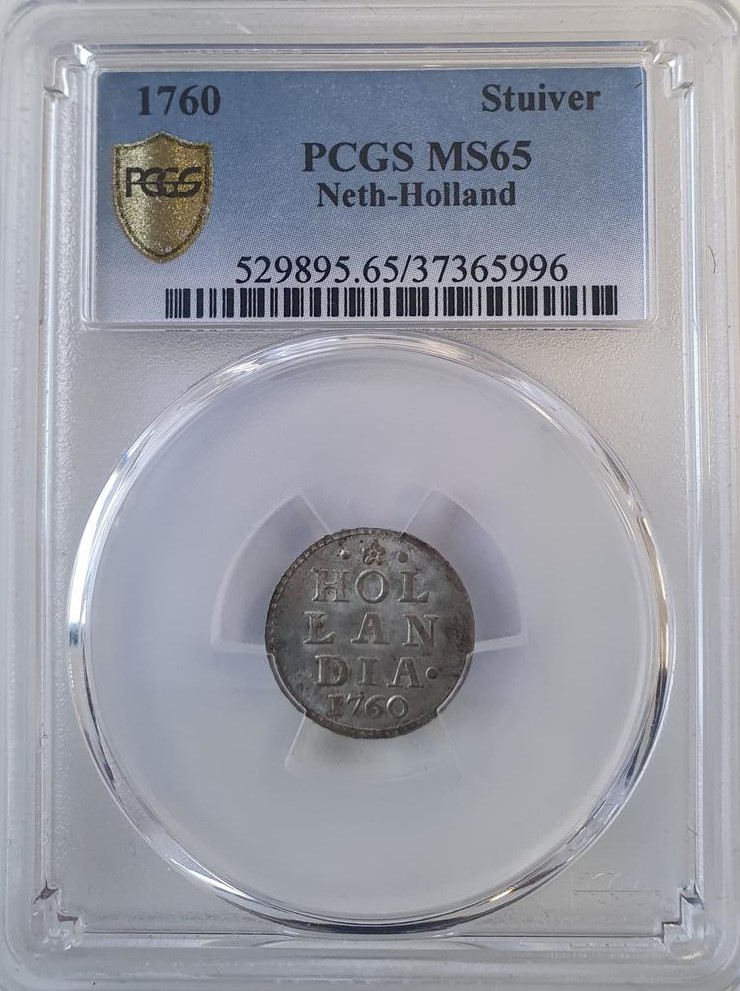 1760 Stuiver
PCGS
PCGS MS65
Neth-Holland
529895.65/37365996
HOL
LAN
DIA·
1760